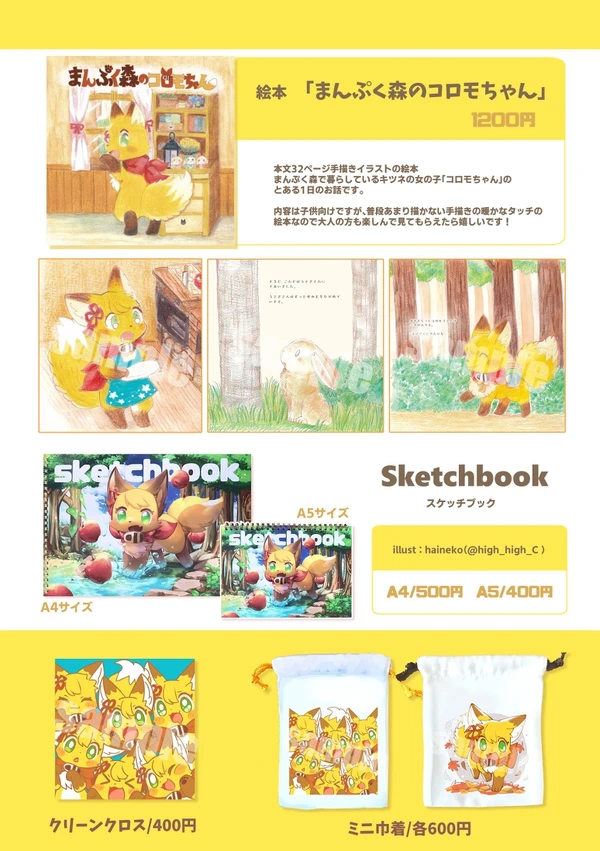 まんぷく森のコロモちゃん
絵本 「まんぷく森のコロモちゃん」
1200円
本文32ページ手描きイラストの絵本
まんぷく森で暮らしているキツネの女の子「コロモちゃん」の
とある1日のお話です。
内容は子供向けですが、普段あまり描かない手描きの暖かなタッチの
絵本なので大人の方も楽しんで見てもらえたら嬉しいです！
Sample
Sample
Sample
Sample
sketchbook
A5サイズ
sketchbook
A4サイズ
Sketchbook
スケッチブック
illust：haineko(@high_high_C )
A4/500円 A5/400円
Sample
クリーンクロス/400円
ミニ巾着/各600円